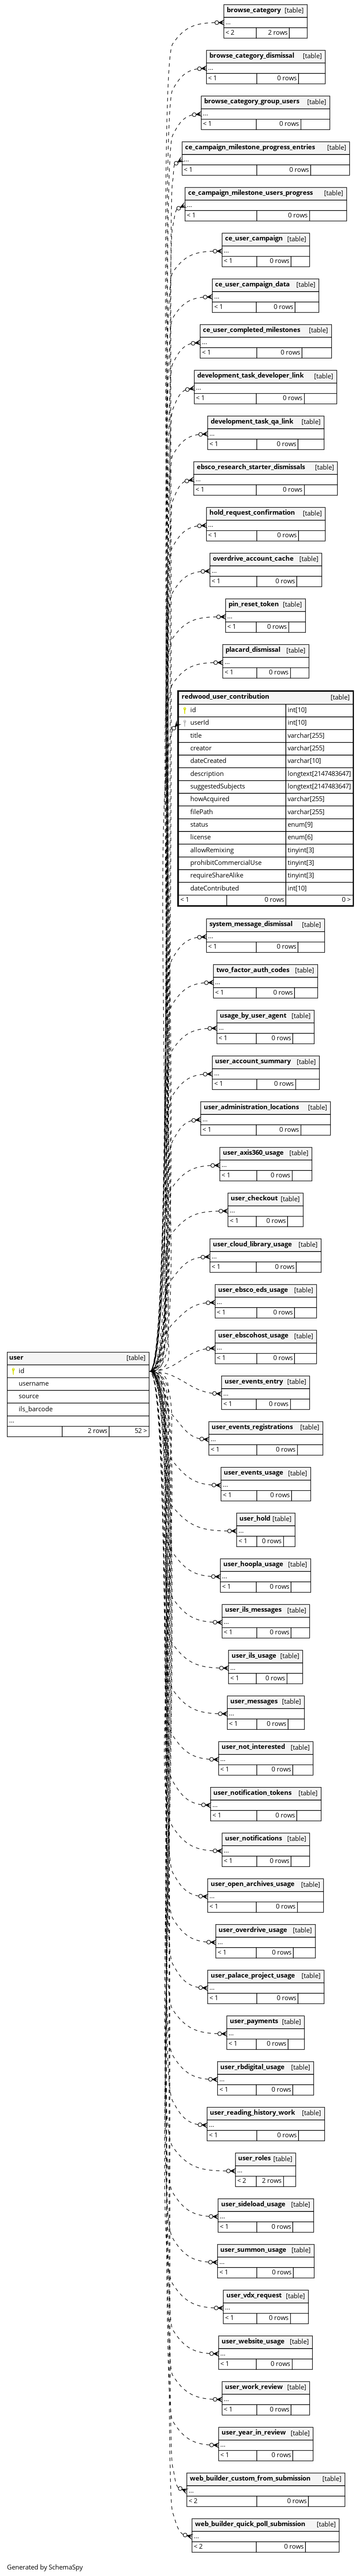 browse_category [table]
...
< 2 2 rows
browse_category_dismissal [table]
...
< 1 0 rows
browse_category_group_users [table]
...
< 1 0 rows
ce_campaign_milestone_progress_entries [table]
...
< 1 0 rows
ce_campaign_milestone_users_progress [table]
...
< 1 0 rows
ce_user_campaign [table]
...
< 1 0 rows
ce_user_campaign_data [table]
...
< 1 0 rows
ce_user_completed_milestones [table]
...
< 1 0 rows
development_task_developer_link [table]
...
< 1 0 rows
development_task_qa_link [table]
...
< 1 0 rows
ebsco_research_starter_dismissals [table]
...
< 1 0 rows
hold_request_confirmation [table]
...
< 1 0 rows
overdrive_account_cache [table]
...
< 1 0 rows
pin_reset_token [table]
...
< 1 0 rows
placard_dismissal [table]
...
< 1 0 rows
redwood_user_contribution [table]
id int[10]
userId int[10]
title varchar[255]
creator varchar[255]
dateCreated varchar[10]
description longtext[2147483647]
suggestedSubjects longtext[2147483647]
howAcquired varchar[255]
filePath varchar[255]
status enum[9]
license enum[6]
allowRemixing tinyint[3]
prohibitCommercialUse tinyint[3]
requireShareAlike tinyint[3]
dateContributed int[10]
< 1 0 rows 0 >
system_message_dismissal [table]
...
< 1 0 rows
two_factor_auth_codes [table]
...
< 1 0 rows
usage_by_user_agent [table]
...
< 1 0 rows
user_account_summary [table]
...
< 1 0 rows
user_administration_locations [table]
...
< 1 0 rows
user_axis360_usage [table]
...
< 1 0 rows
user_checkout [table]
...
< 1 0 rows
user_cloud_library_usage [table]
...
< 1 0 rows
user_ebsco_eds_usage [table]
...
< 1 0 rows
user_ebscohost_usage [table]
...
< 1 0 rows
user [table]
id
username
source
ils_barcode
...
2 rows 52 >
user_events_entry [table]
...
< 1 0 rows
user_events_registrations [table]
...
< 1 0 rows
user_events_usage [table]
...
< 1 0 rows
user_hold [table]
...
< 1 0 rows
user_hoopla_usage [table]
...
< 1 0 rows
user_ils_messages [table]
...
< 1 0 rows
user_ils_usage [table]
...
< 1 0 rows
user_messages [table]
...
< 1 0 rows
user_not_interested [table]
...
< 1 0 rows
user_notification_tokens [table]
...
< 1 0 rows
user_notifications [table]
...
< 1 0 rows
user_open_archives_usage [table]
...
< 1 0 rows
user_overdrive_usage [table]
...
< 1 0 rows
user_palace_project_usage [table]
...
< 1 0 rows
user_payments [table]
...
< 1 0 rows
user_rbdigital_usage [table]
...
< 1 0 rows
user_reading_history_work [table]
...
< 1 0 rows
user_roles [table]
...
< 2 2 rows
user_sideload_usage [table]
...
< 1 0 rows
user_summon_usage [table]
...
< 1 0 rows
user_vdx_request [table]
...
< 1 0 rows
user_website_usage [table]
...
< 1 0 rows
user_work_review [table]
...
< 1 0 rows
user_year_in_review [table]
...
< 1 0 rows
web_builder_custom_from_submission [table]
...
< 2 0 rows
web_builder_quick_poll_submission [table]
...
< 2 0 rows
Generated by SchemaSpy